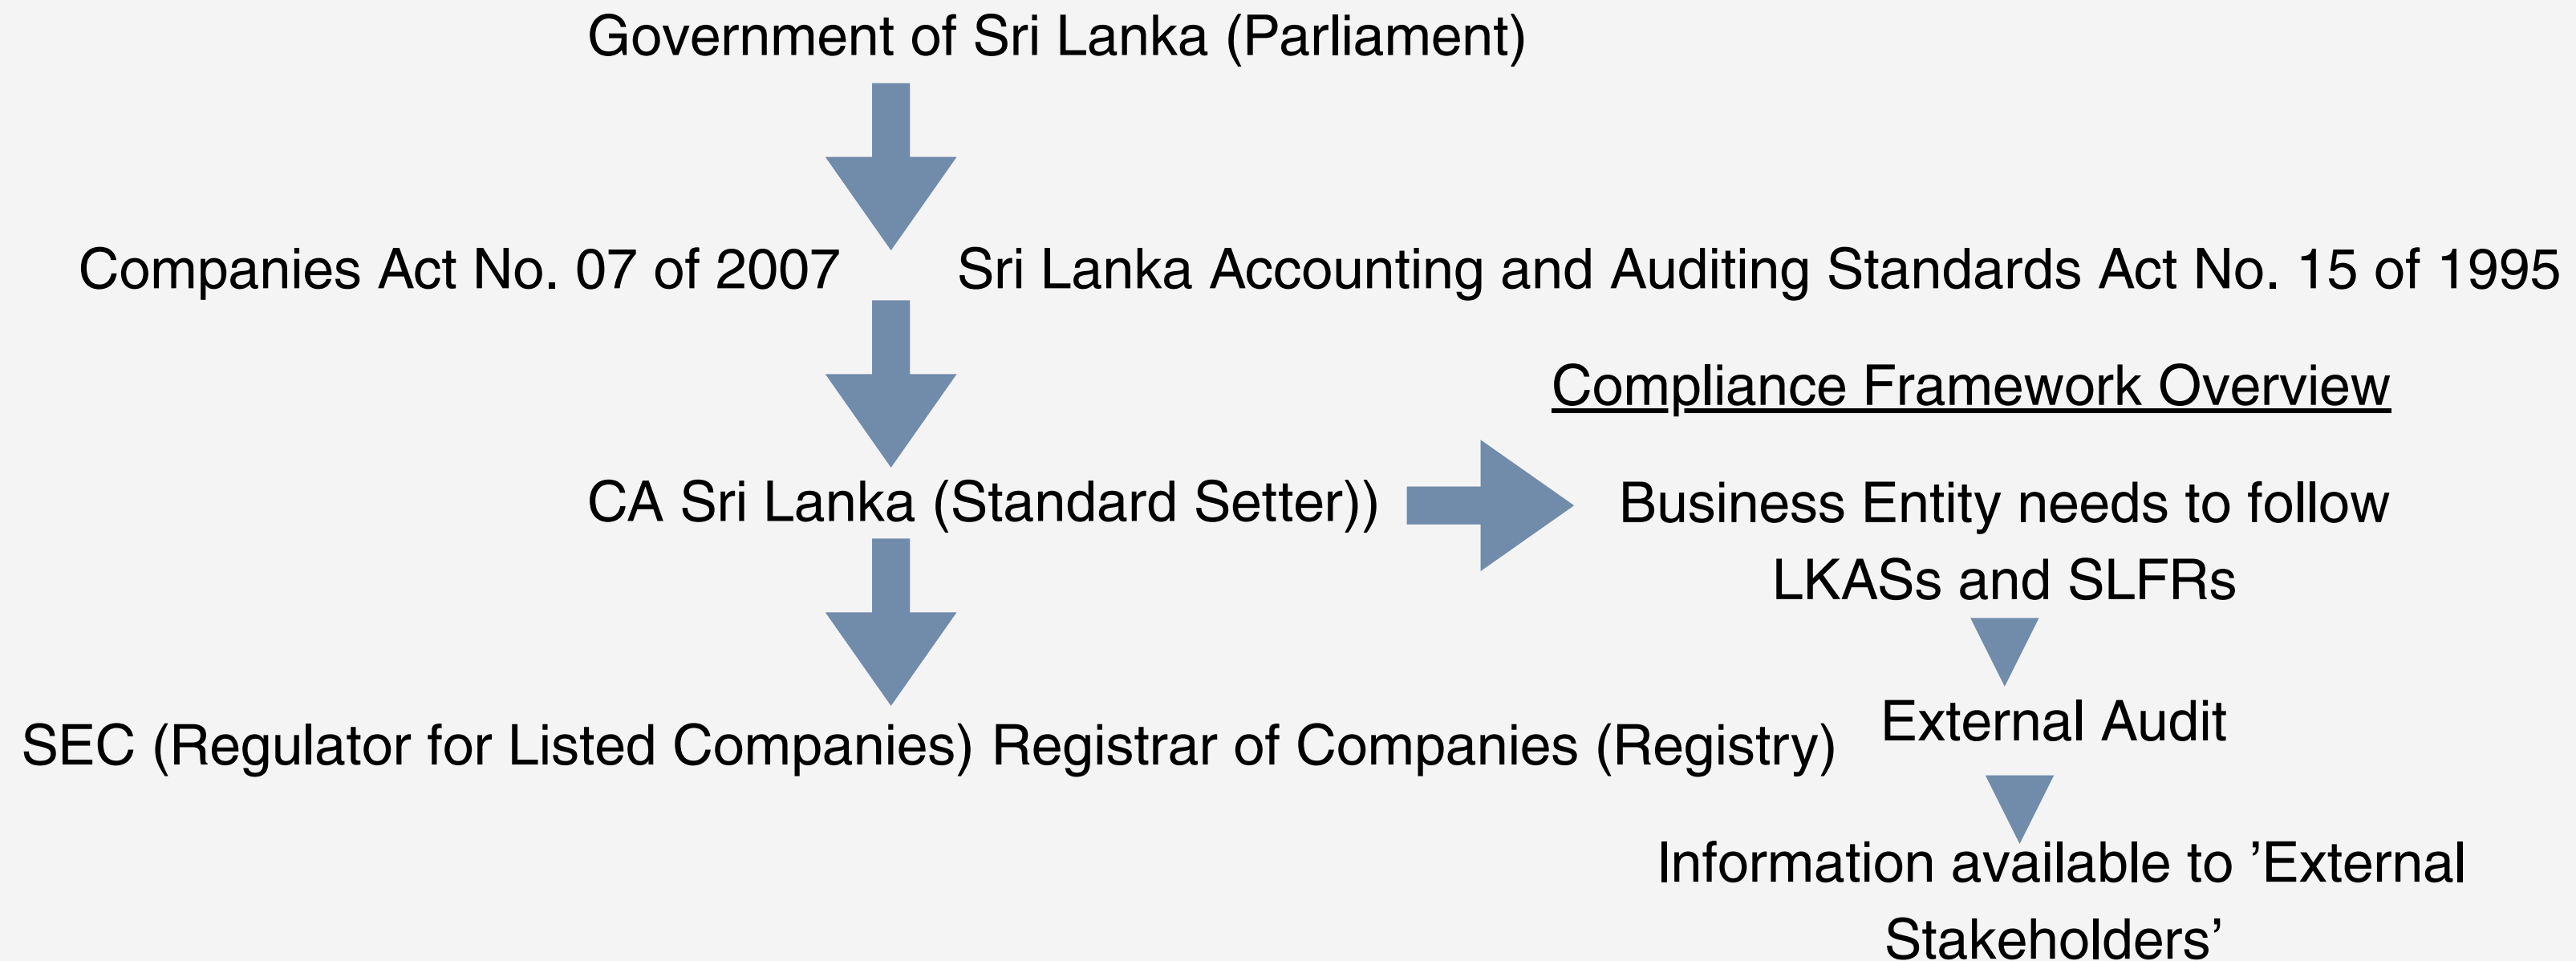 Government of Sri Lanka (Parliament)
Companies Act No. 07 of 2007
Sri Lanka Accounting and Auditing Standards Act No. 15 of 1995
Compliance Framework Overview
CA Sri Lanka (Standard Setter))
Business Entity needs to follow
LKASs and SLFRs
SEC (Regulator for Listed Companies) Registrar of Companies (Registry)
External Audit
Information available to ’External
Stakeholders’